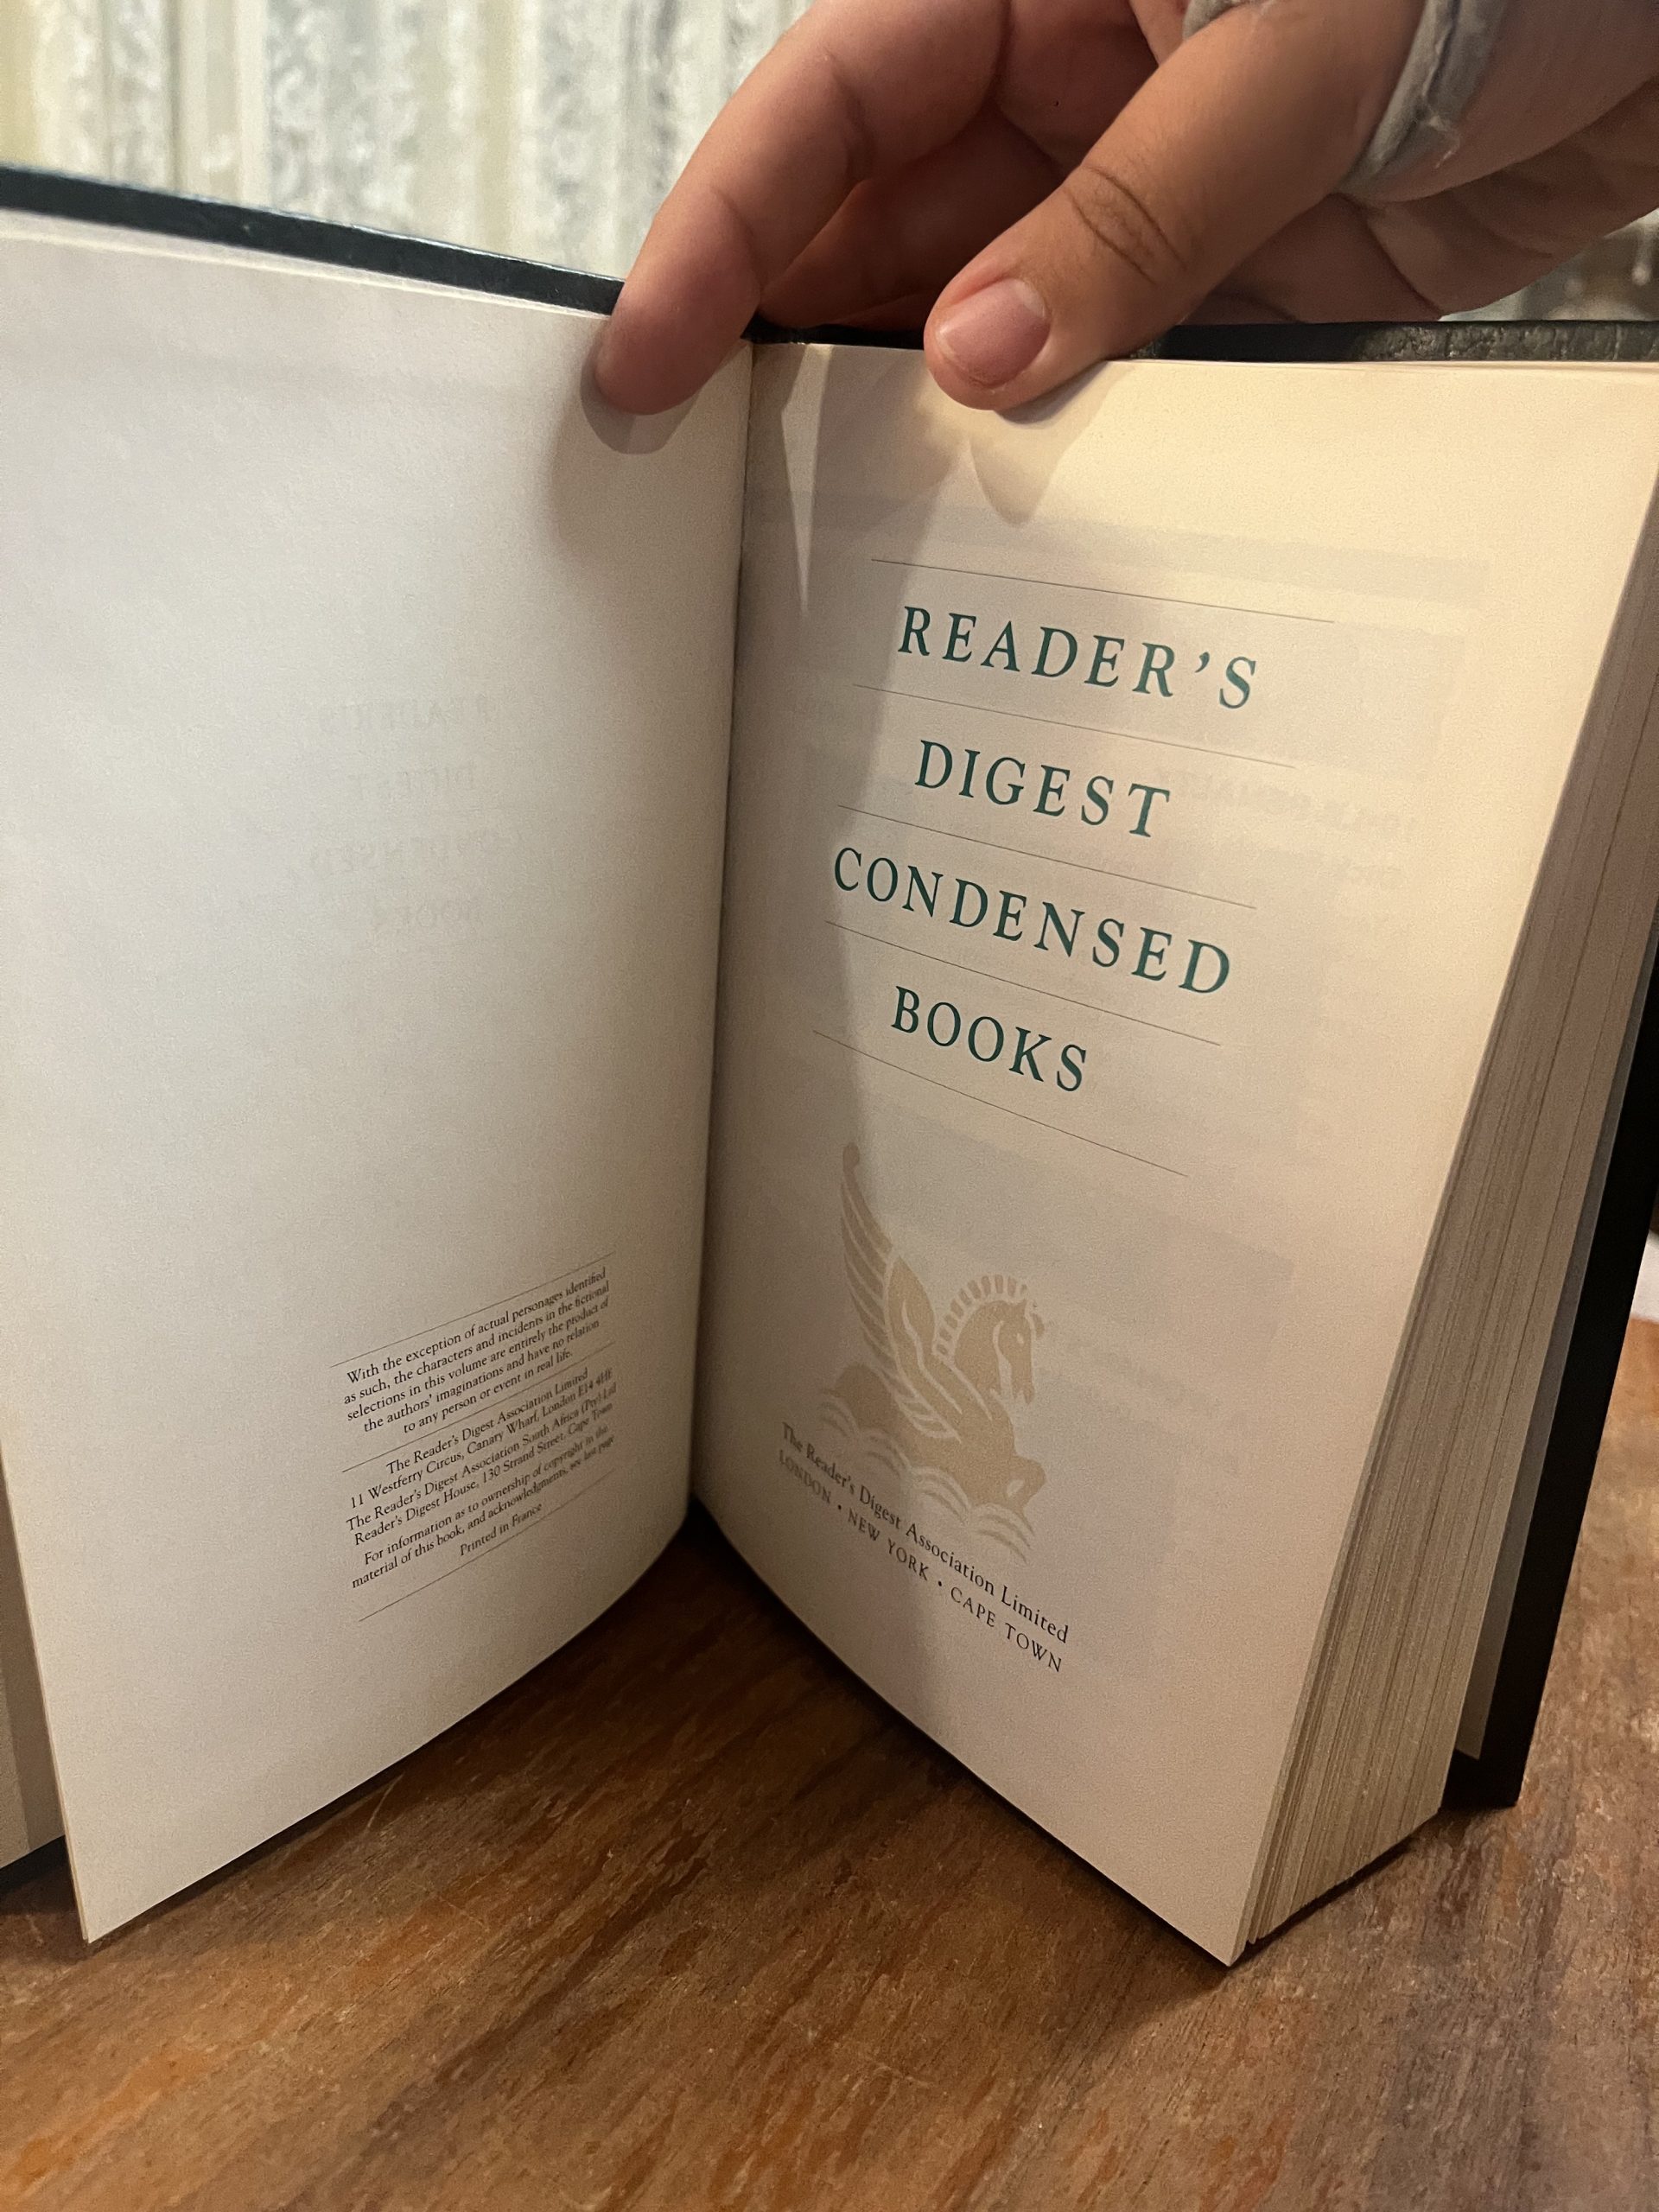 With the exception of actual personages identified
as such, the characters and incidents in the fictional
selections in this volume are entirely the product of
the authors' imaginations and have no relation
to any person or event in real life.
The Reader's Digest Association Limited
11 Westferry Circus, Canary Wharf, London E14 4HE
The Reader's Digest Association South Africa (Pty) Ltd
Reader's Digest House, 130 Strand Street, Cape Town
For information as to ownership of copyright in the
material of this book, and acknowledgments, see last page
Printed in France
READER'S
DIGEST
CONDENSED
BOOKS
The Reader's Digest Association Limited
LONDON • NEW YORK • CAPE TOWN